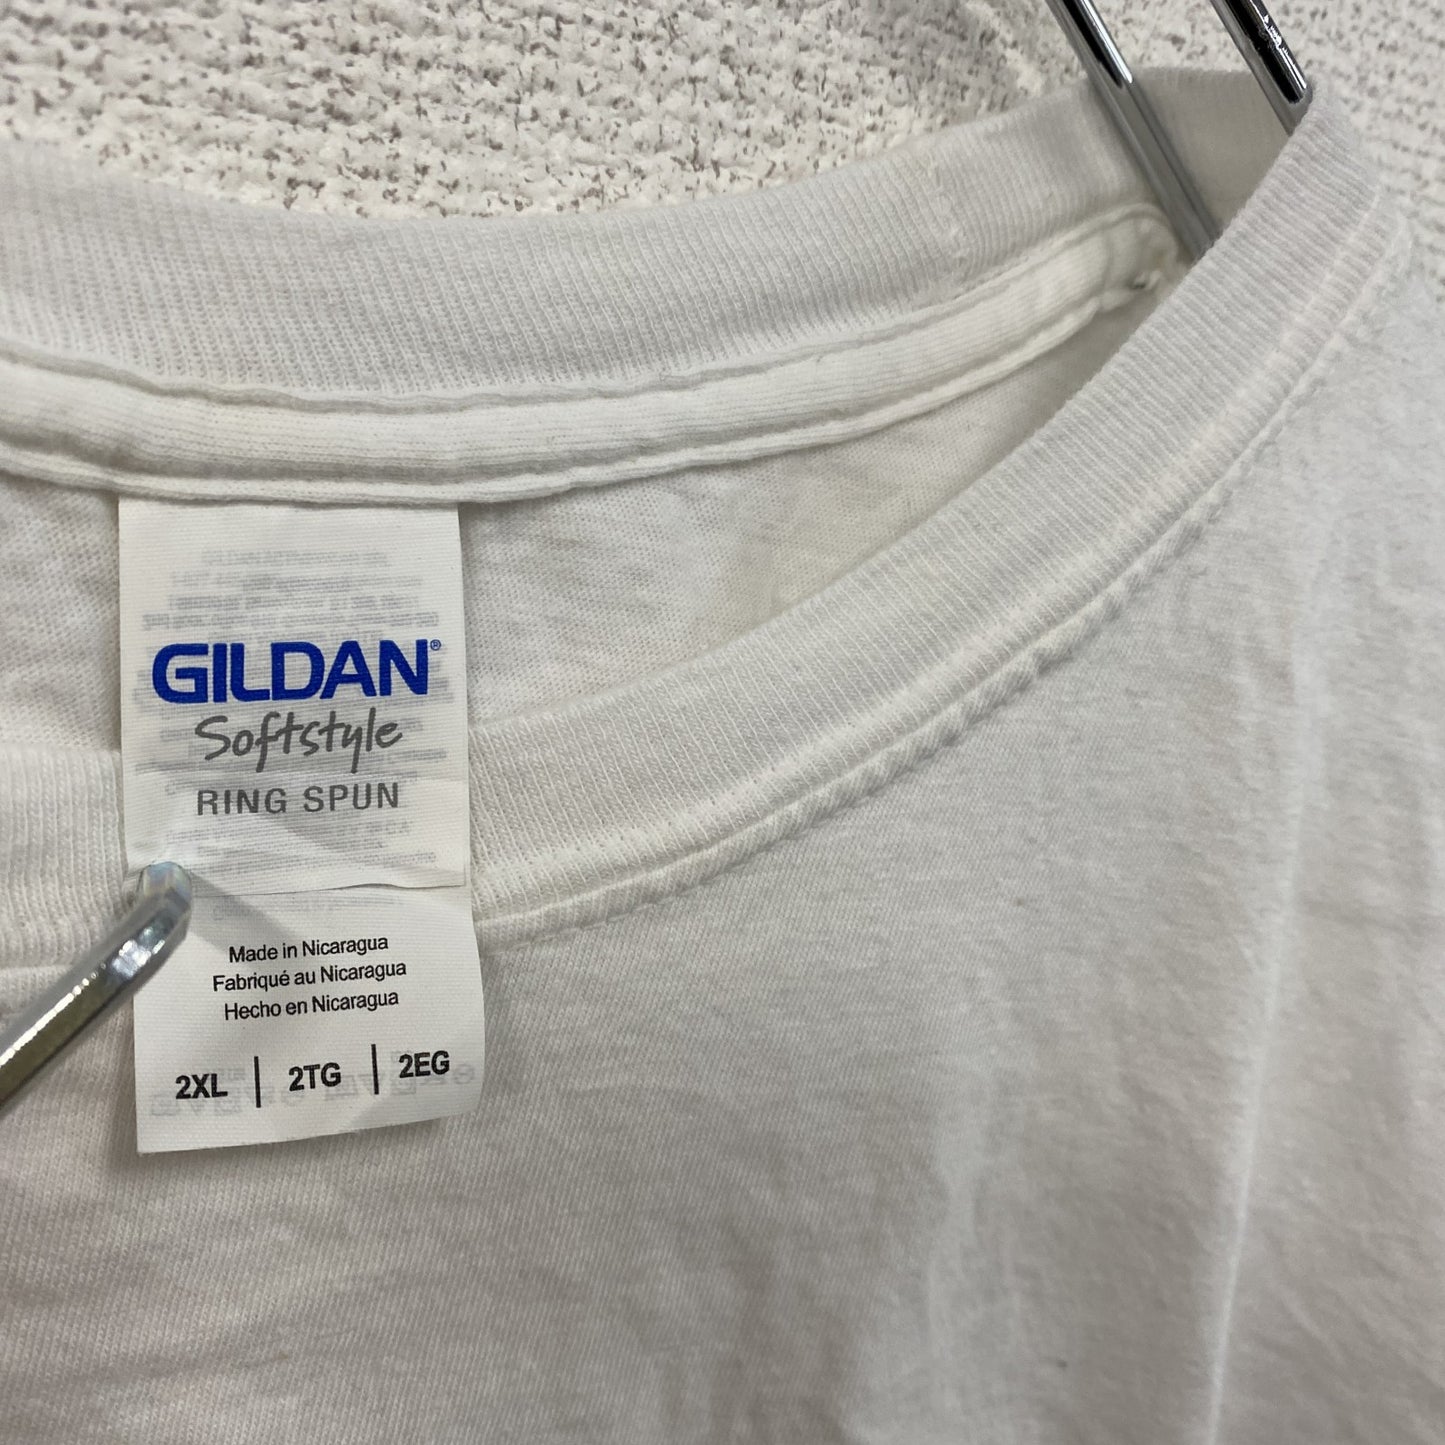 GILDAN®
Softstyle
RING SPUN
Made in Nicaragua
Fabriqué au Nicaragua
Hecho en Nicaragua
2XL | 2TG | 2EG